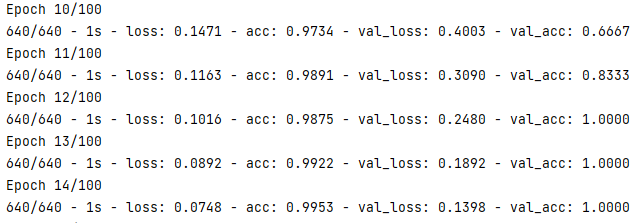 Epoch 10/100
640/640 - 1s - loss: 0.1471 - acc: 0.9734 - val_loss: 0.4003 - val_acc: 0.6667
Epoch 11/100
640/640 - 1s - loss: 0.1163 - acc: 0.9891 - val_loss: 0.3090 - val_acc: 0.8333
Epoch 12/100
640/640 - 1s - loss: 0.1016 - acc: 0.9875 - val_loss: 0.2480 - val_acc: 1.0000
Epoch 13/100
640/640 - 1s - loss: 0.0892 - acc: 0.9922 - val_loss: 0.1892 - val_acc: 1.0000
Epoch 14/100
640/640 - 1s - loss: 0.0748 - acc: 0.9953 - val_loss: 0.1398 - val_acc: 1.0000